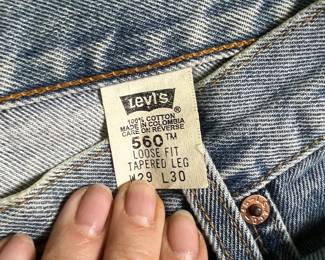 Levi's®
100% COTTON
MADE IN COLOMBIA
CARE ON REVERSE
560™
LOOSE FIT
TAPERED LEG
W29 L30